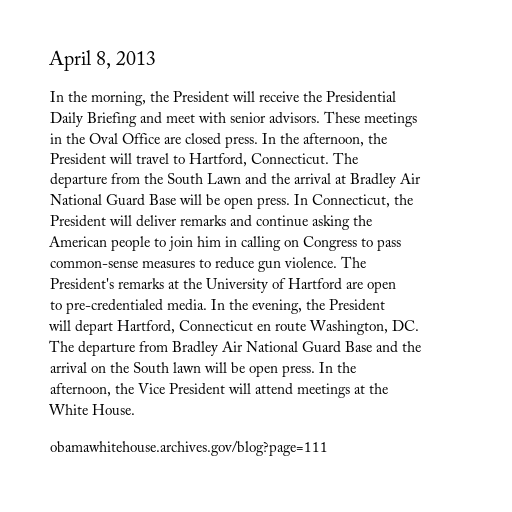 April 8, 2013
In the morning, the President will receive the Presidential
Daily Briefing and meet with senior advisors. These meetings
in the Oval Office are closed press. In the afternoon, the
President will travel to Hartford, Connecticut. The
departure from the South Lawn and the arrival at Bradley Air
National Guard Base will be open press. In Connecticut, the
President will deliver remarks and continue asking the
American people to join him in calling on Congress to pass
common-sense measures to reduce gun violence. The
President's remarks at the University of Hartford are open
to pre-credentialed media. In the evening, the President
will depart Hartford, Connecticut en route Washington, DC.
The departure from Bradley Air National Guard Base and the
arrival on the South lawn will be open press. In the
afternoon, the Vice President will attend meetings at the
White House.
obamawhitehouse.archives.gov/blog?page=111